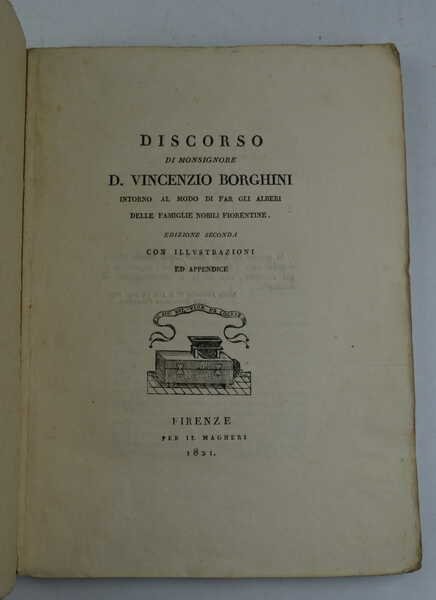 DISCORSO
DI MONSIGNORE
D. VINCENZIO BORGHINI
INTORNO AL MODO DI FAR GLI ALBERI
DELLE FAMIGLIE NOBILI FIORENTINE.
EDIZIONE SECONDA
CON ILLVSTRAZIONI
ED APPENDICE
FIRENZE
PER IL MAGHERI
1821.